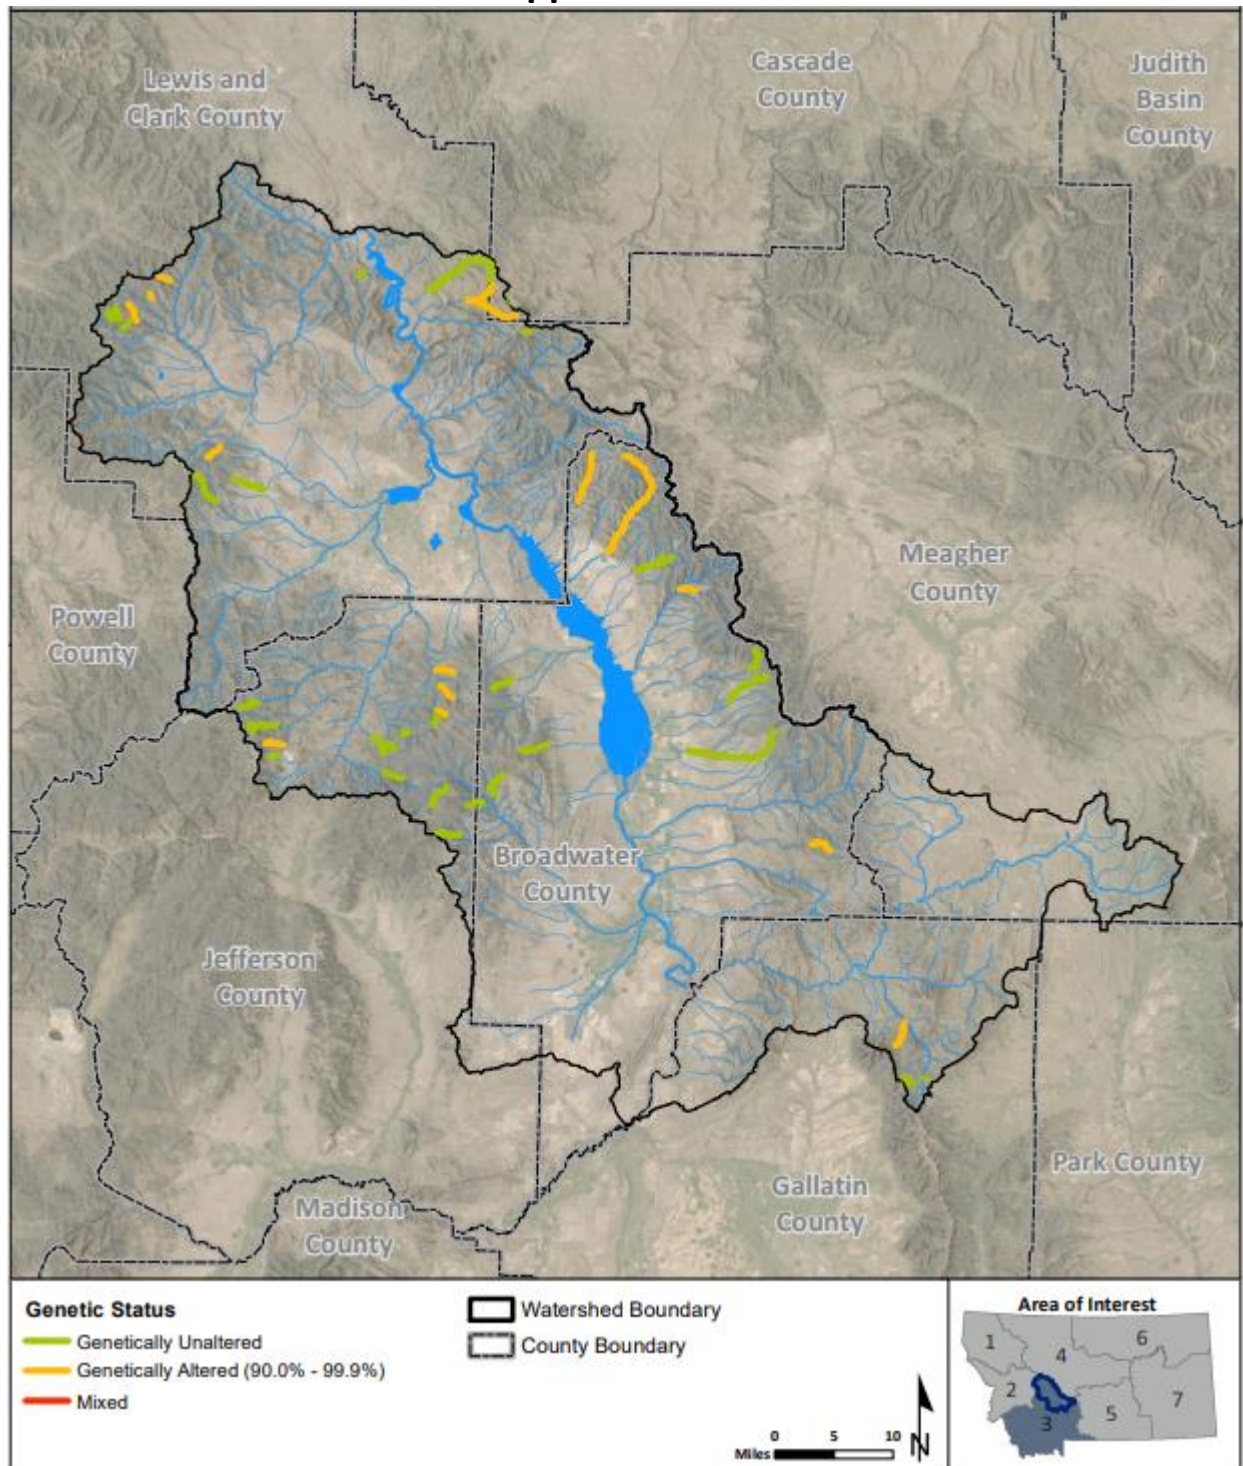 Lewis and
Clark County
Cascade
County
Judith
Basin
County
Meagher
County
Powell
County
Broadwater
County
Jefferson
County
Madison
County
Gallatin
County
Park County
Genetic Status
Genetically Unaltered
Genetically Altered (90.0% - 99.9%)
Mixed
Watershed Boundary
County Boundary
0 5 10
Miles
N
Area of Interest
1
2
3
4
5
6
7